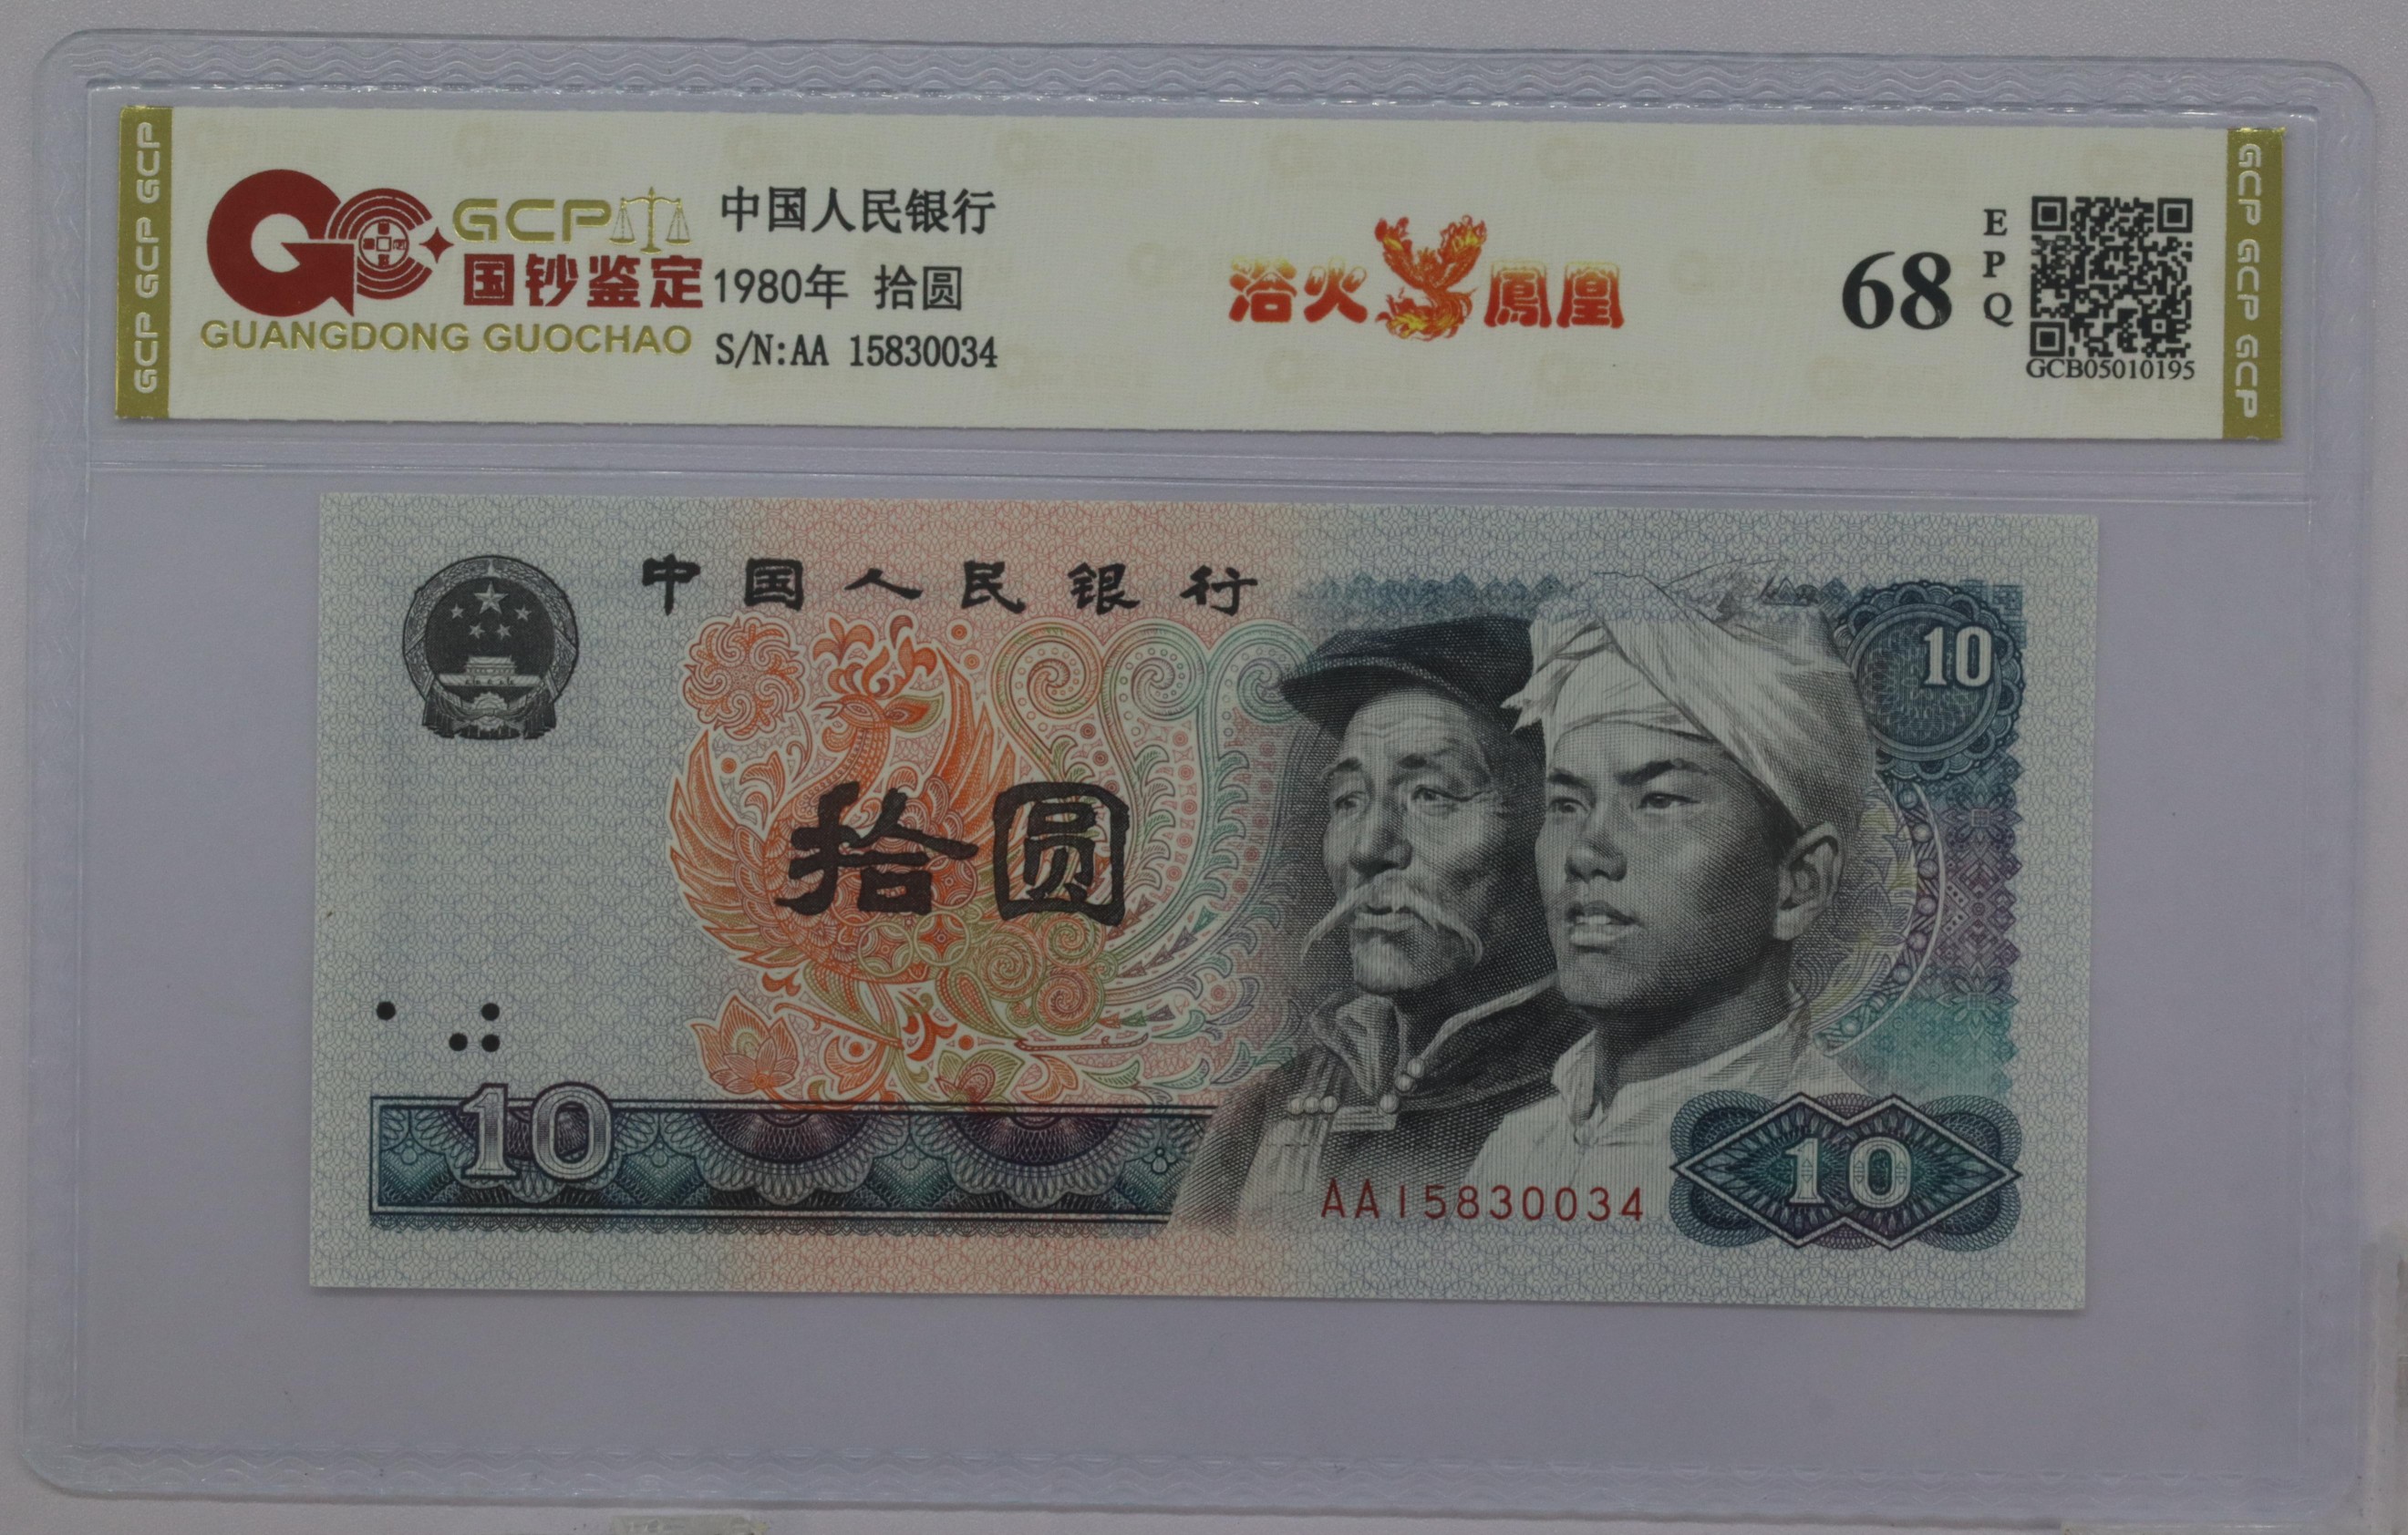 GCP GCP GCP
GCP
国钞鉴定
GUANGDONG GUOCHAO
中国人民银行
1980年 拾圆
S/N:AA 15830034
浴火鳳凰
68
EPQ
GCB05010195
GCP GCP GCP
中国人民银行
10
拾圆
10
AA15830034
10